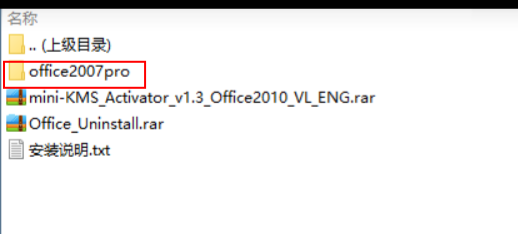 名称
.. (上级目录)
office2007pro
mini-KMS_Activator_v1.3_Office2010_VL_ENG.rar
Office_Uninstall.rar
安装说明.txt